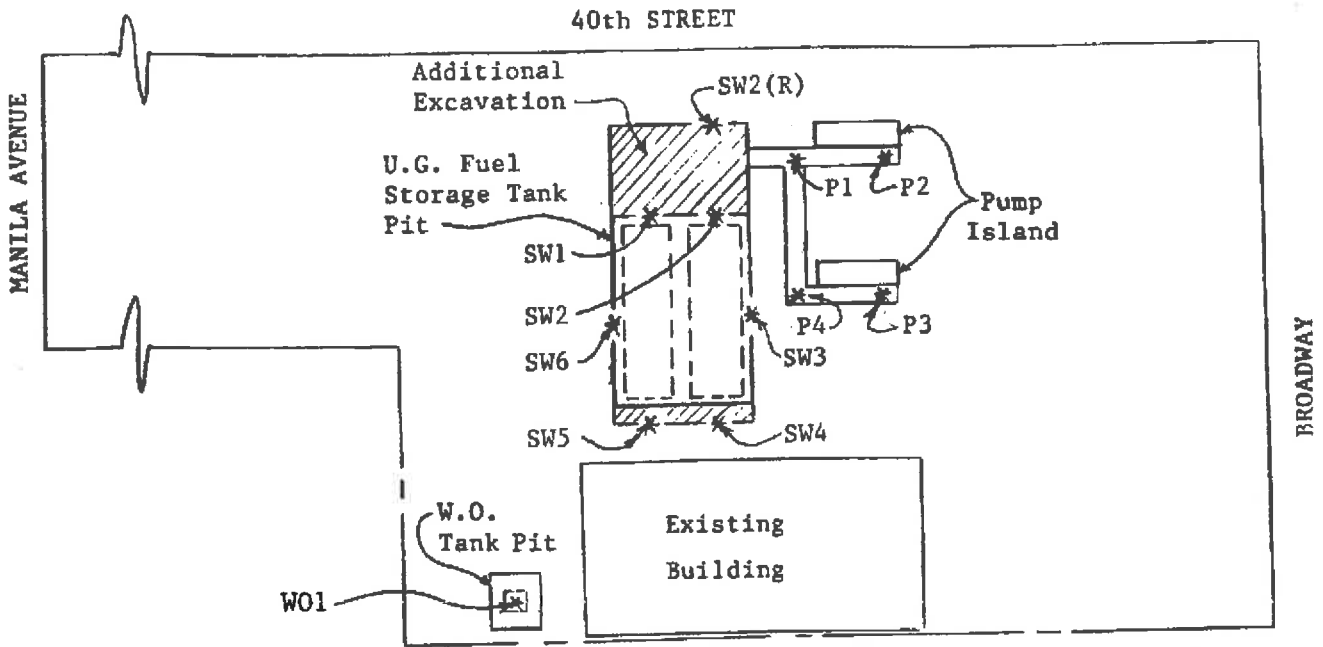 40th STREET
MANILA AVENUE
Additional
Excavation
SW2(R)
U.G. Fuel
Storage Tank
Pit
P1
P2
Pump
Island
SW1
SW2
P4
P3
SW6
SW3
BROADWAY
SW5
SW4
W.O.
Tank Pit
Existing
Building
WO1